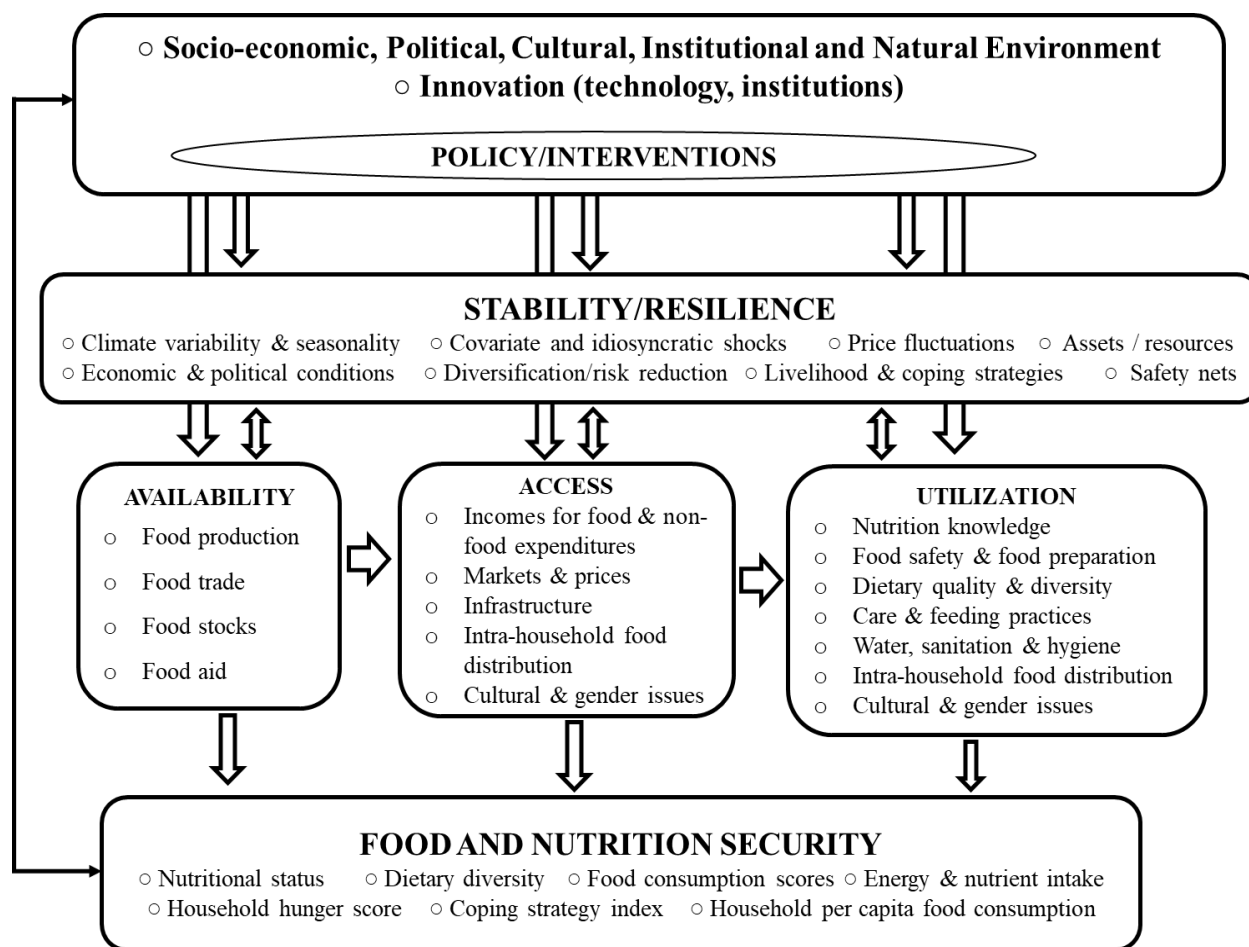 ○ Socio-economic, Political, Cultural, Institutional and Natural Environment
○ Innovation (technology, institutions)
POLICY/INTERVENTIONS
STABILITY/RESILIENCE
○ Climate variability & seasonality ○ Covariate and idiosyncratic shocks ○ Price fluctuations ○ Assets / resources
○ Economic & political conditions ○ Diversification/risk reduction ○ Livelihood & coping strategies ○ Safety nets
AVAILABILITY
○ Food production
○ Food trade
○ Food stocks
○ Food aid
ACCESS
○ Incomes for food & non-
food expenditures
○ Markets & prices
○ Infrastructure
○ Intra-household food
distribution
○ Cultural & gender issues
UTILIZATION
○ Nutrition knowledge
○ Food safety & food preparation
○ Dietary quality & diversity
○ Care & feeding practices
○ Water, sanitation & hygiene
○ Intra-household food distribution
○ Cultural & gender issues
FOOD AND NUTRITION SECURITY
○ Nutritional status ○ Dietary diversity ○ Food consumption scores ○ Energy & nutrient intake
○ Household hunger score ○ Coping strategy index ○ Household per capita food consumption